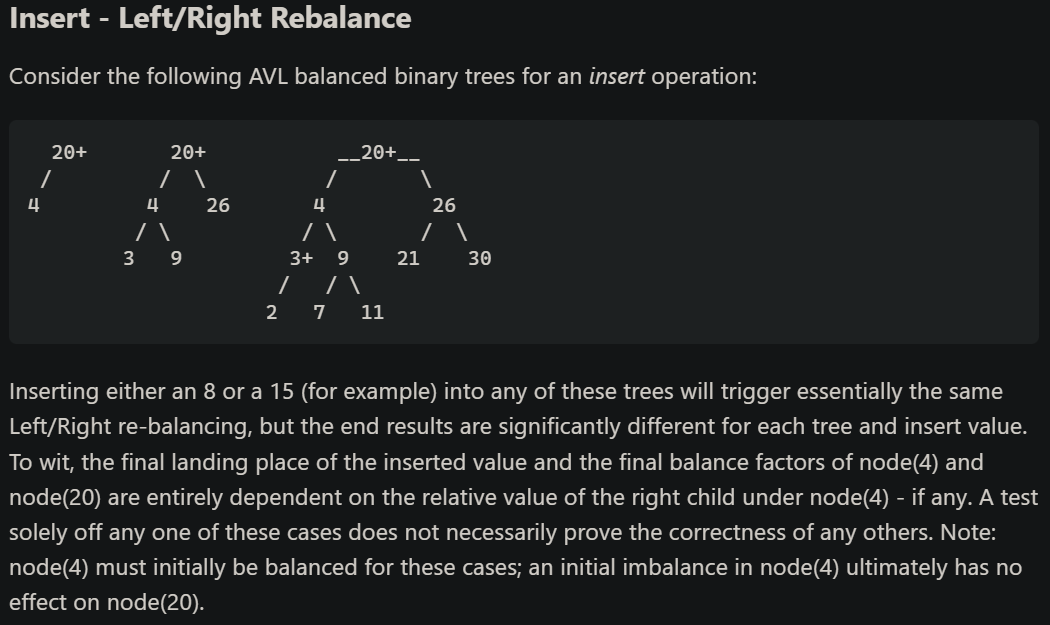 Insert - Left/Right Rebalance
Consider the following AVL balanced binary trees for an insert operation:
  20+       20+           __20+__
 /         /  \          /       \
4         4    26       4         26
         / \           / \       /  \
        3   9         3+  9    21    30
                     /   / \
                    2   7   11
Inserting either an 8 or a 15 (for example) into any of these trees will trigger essentially the same
Left/Right re-balancing, but the end results are significantly different for each tree and insert value.
To wit, the final landing place of the inserted value and the final balance factors of node(4) and
node(20) are entirely dependent on the relative value of the right child under node(4) - if any. A test
solely off any one of these cases does not necessarily prove the correctness of any others. Note:
node(4) must initially be balanced for these cases; an initial imbalance in node(4) ultimately has no
effect on node(20).